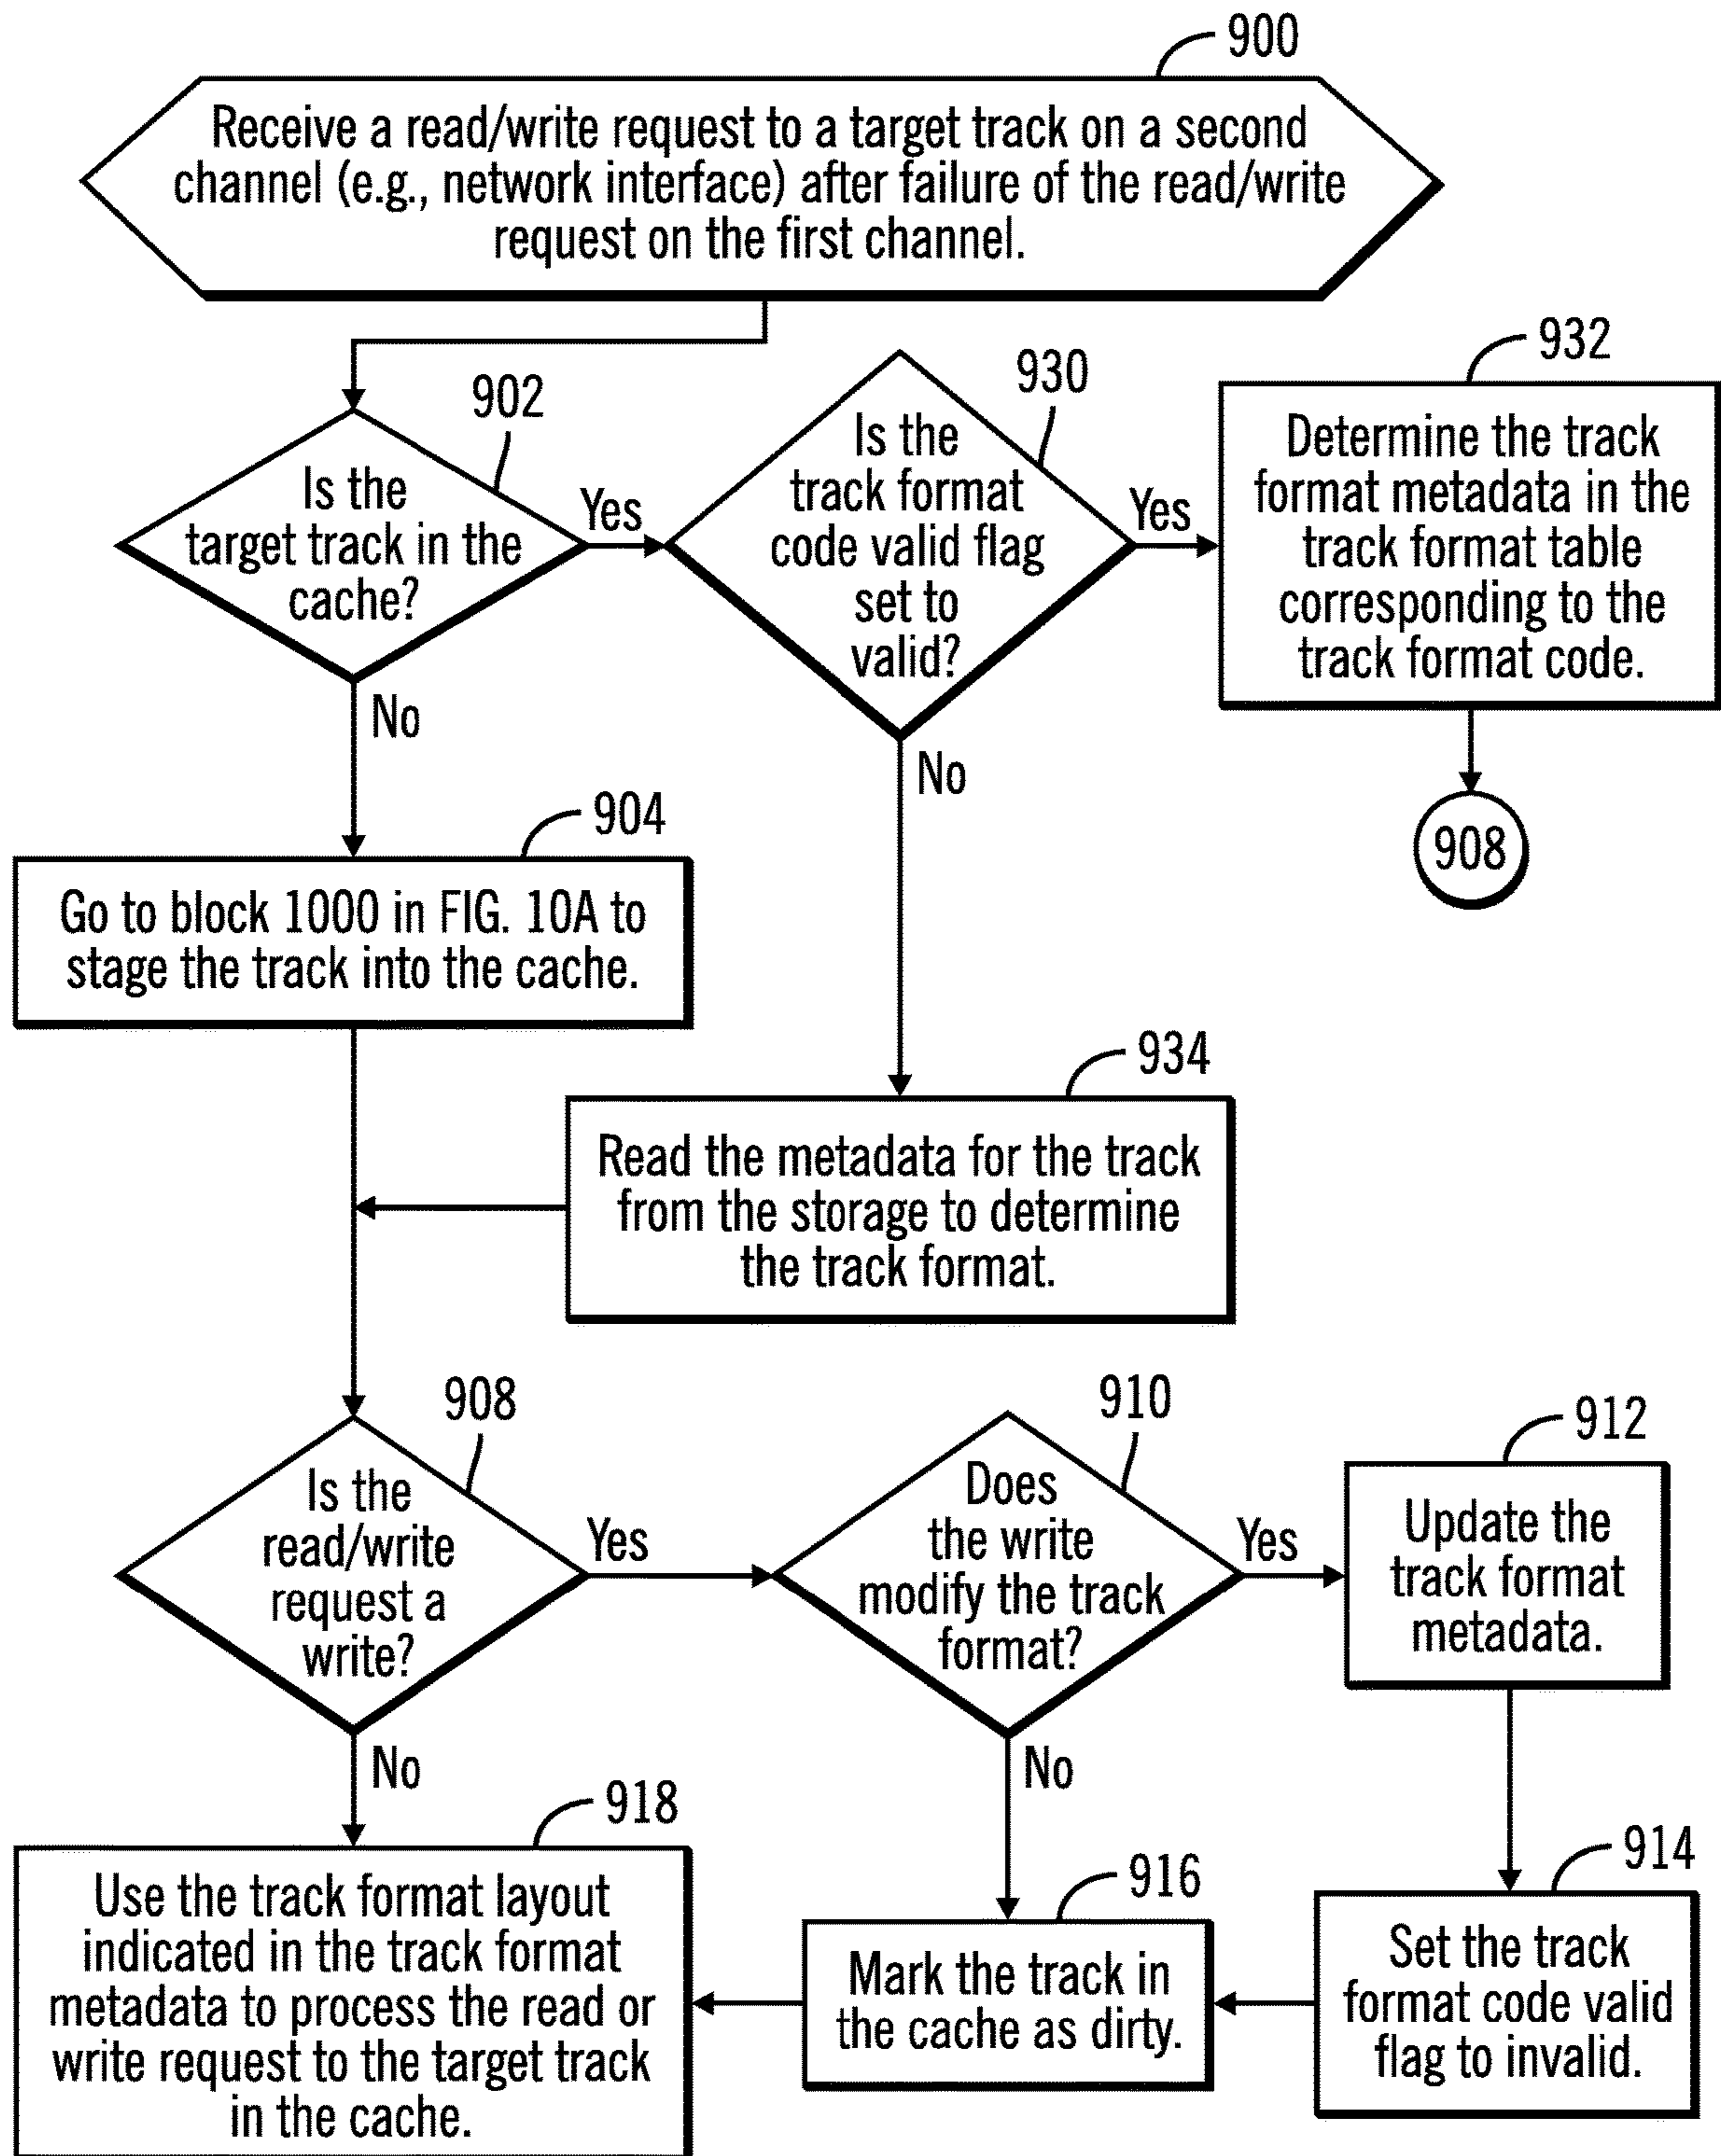 900
Receive a read/write request to a target track on a second
channel (e.g., network interface) after failure of the read/write
request on the first channel.
902
Is the
target track in the
cache?
Yes
No
930
Is the
track format
code valid flag
set to
valid?
Yes
No
932
Determine the track
format metadata in the
track format table
corresponding to the
track format code.
908
904
Go to block 1000 in FIG. 10A to
stage the track into the cache.
934
Read the metadata for the track
from the storage to determine
the track format.
908
Is the
read/write
request a
write?
Yes
No
910
Does
the write
modify the track
format?
Yes
No
912
Update the
track format
metadata.
914
Set the track
format code valid
flag to invalid.
916
Mark the track in
the cache as dirty.
918
Use the track format layout
indicated in the track format
metadata to process the read or
write request to the target track
in the cache.